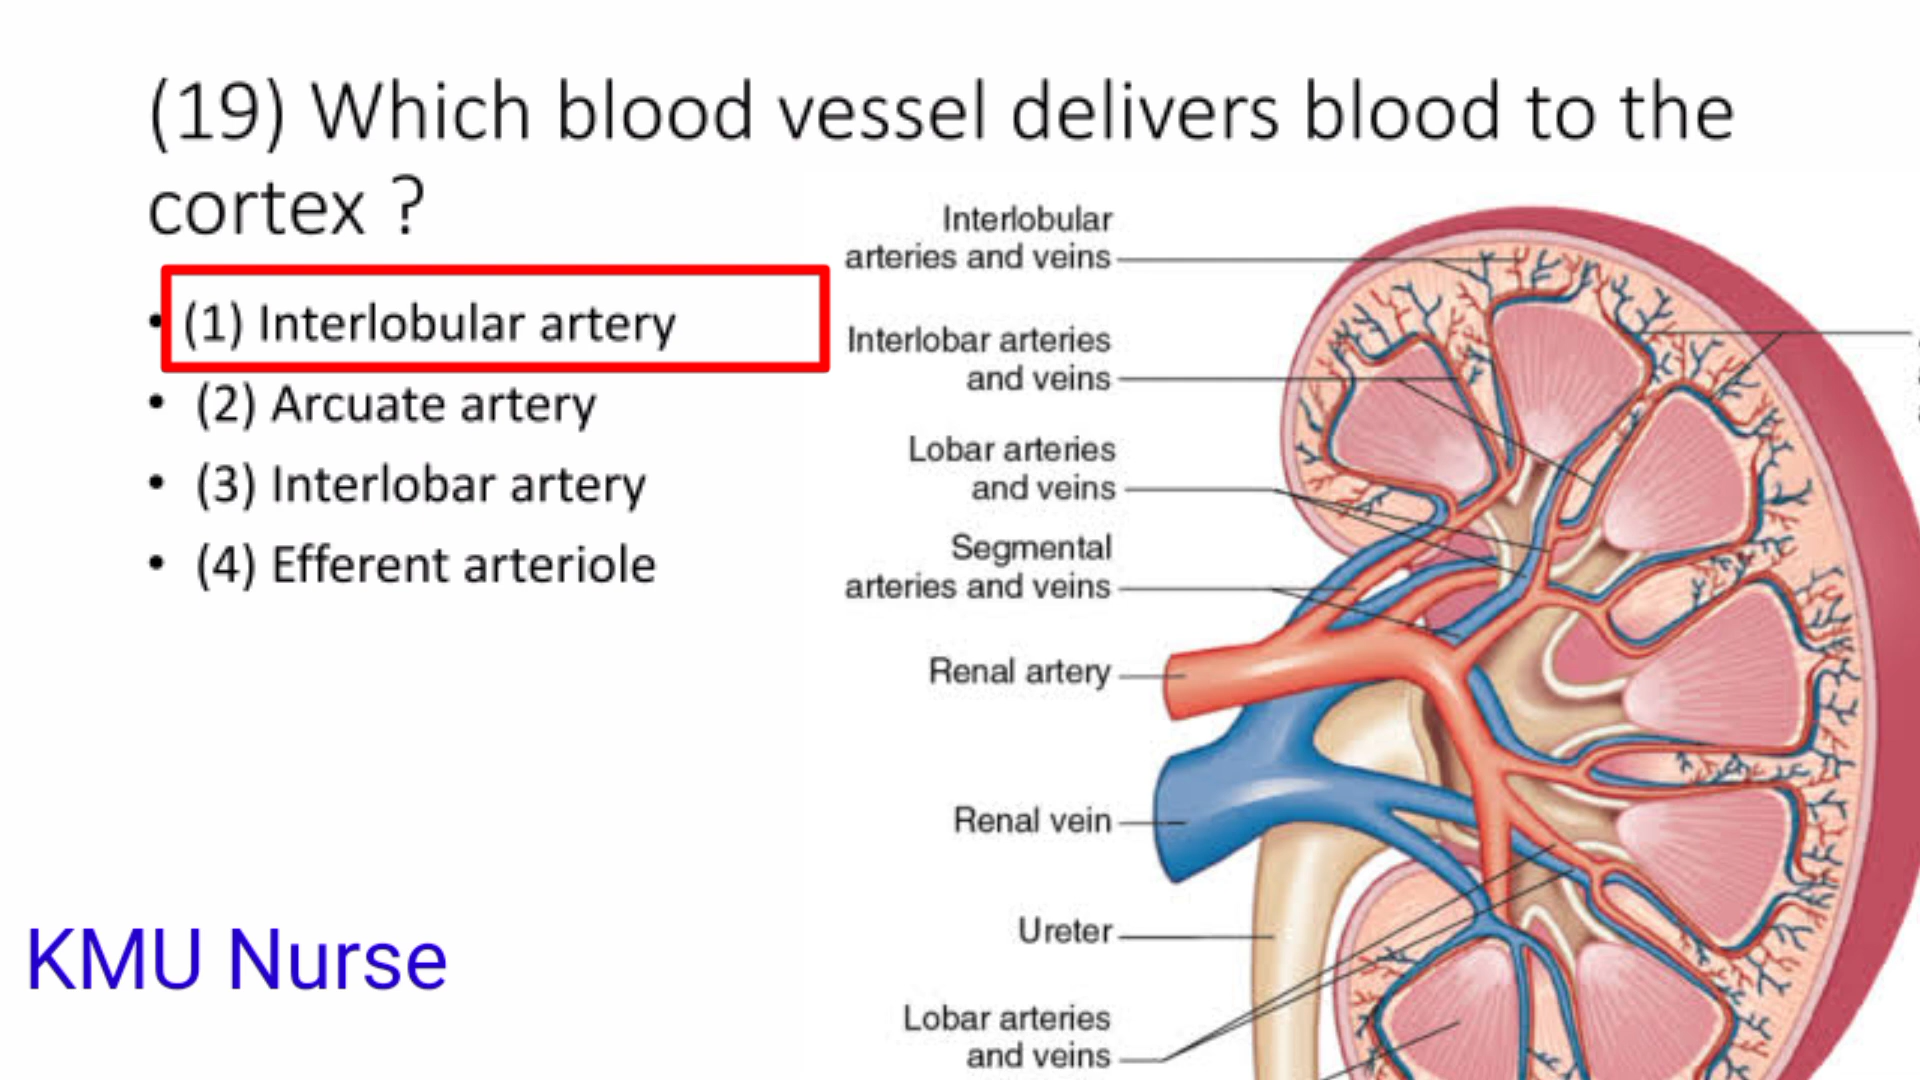 (19) Which blood vessel delivers blood to the
cortex ?
• (1) Interlobular artery
• (2) Arcuate artery
• (3) Interlobar artery
• (4) Efferent arteriole
KMU Nurse
Interlobular
arteries and veins
Interlobar arteries
and veins
Lobar arteries
and veins
Segmental
arteries and veins
Renal artery
Renal vein
Ureter
Lobar arteries
and veins